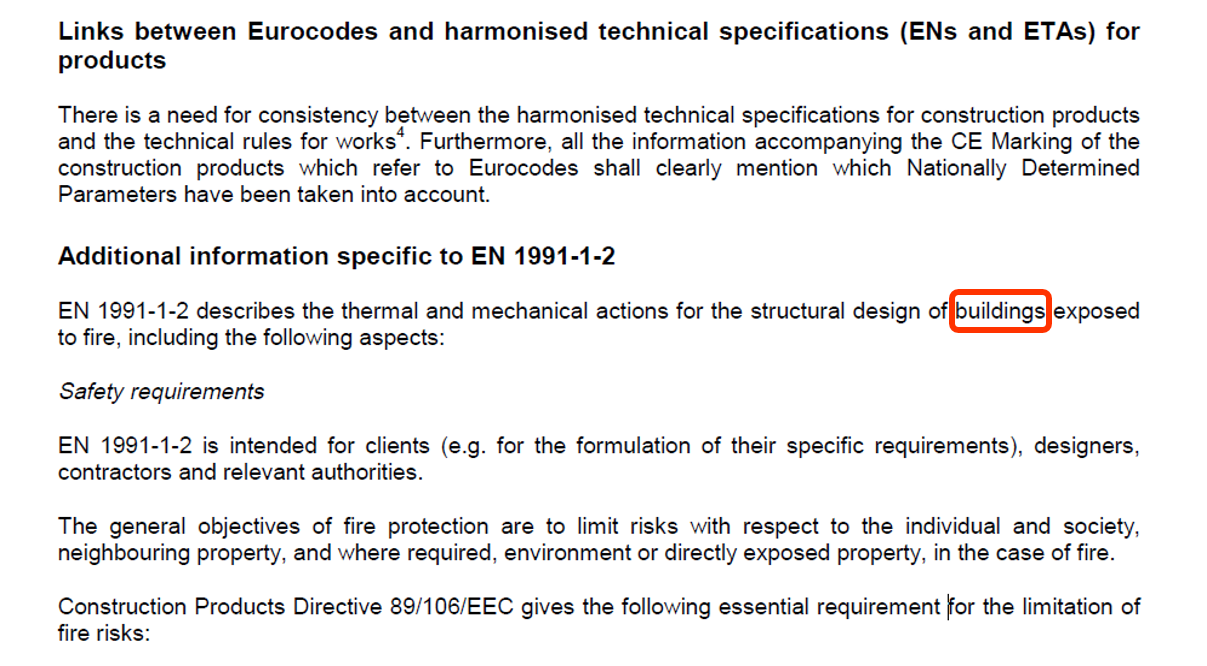 Links between Eurocodes and harmonised technical specifications (ENs and ETAs) for
products
There is a need for consistency between the harmonised technical specifications for construction products
and the technical rules for works4. Furthermore, all the information accompanying the CE Marking of the
construction products which refer to Eurocodes shall clearly mention which Nationally Determined
Parameters have been taken into account.
Additional information specific to EN 1991-1-2
EN 1991-1-2 describes the thermal and mechanical actions for the structural design of buildings exposed
to fire, including the following aspects:
Safety requirements
EN 1991-1-2 is intended for clients (e.g. for the formulation of their specific requirements), designers,
contractors and relevant authorities.
The general objectives of fire protection are to limit risks with respect to the individual and society,
neighbouring property, and where required, environment or directly exposed property, in the case of fire.
Construction Products Directive 89/106/EEC gives the following essential requirement for the limitation of
fire risks: